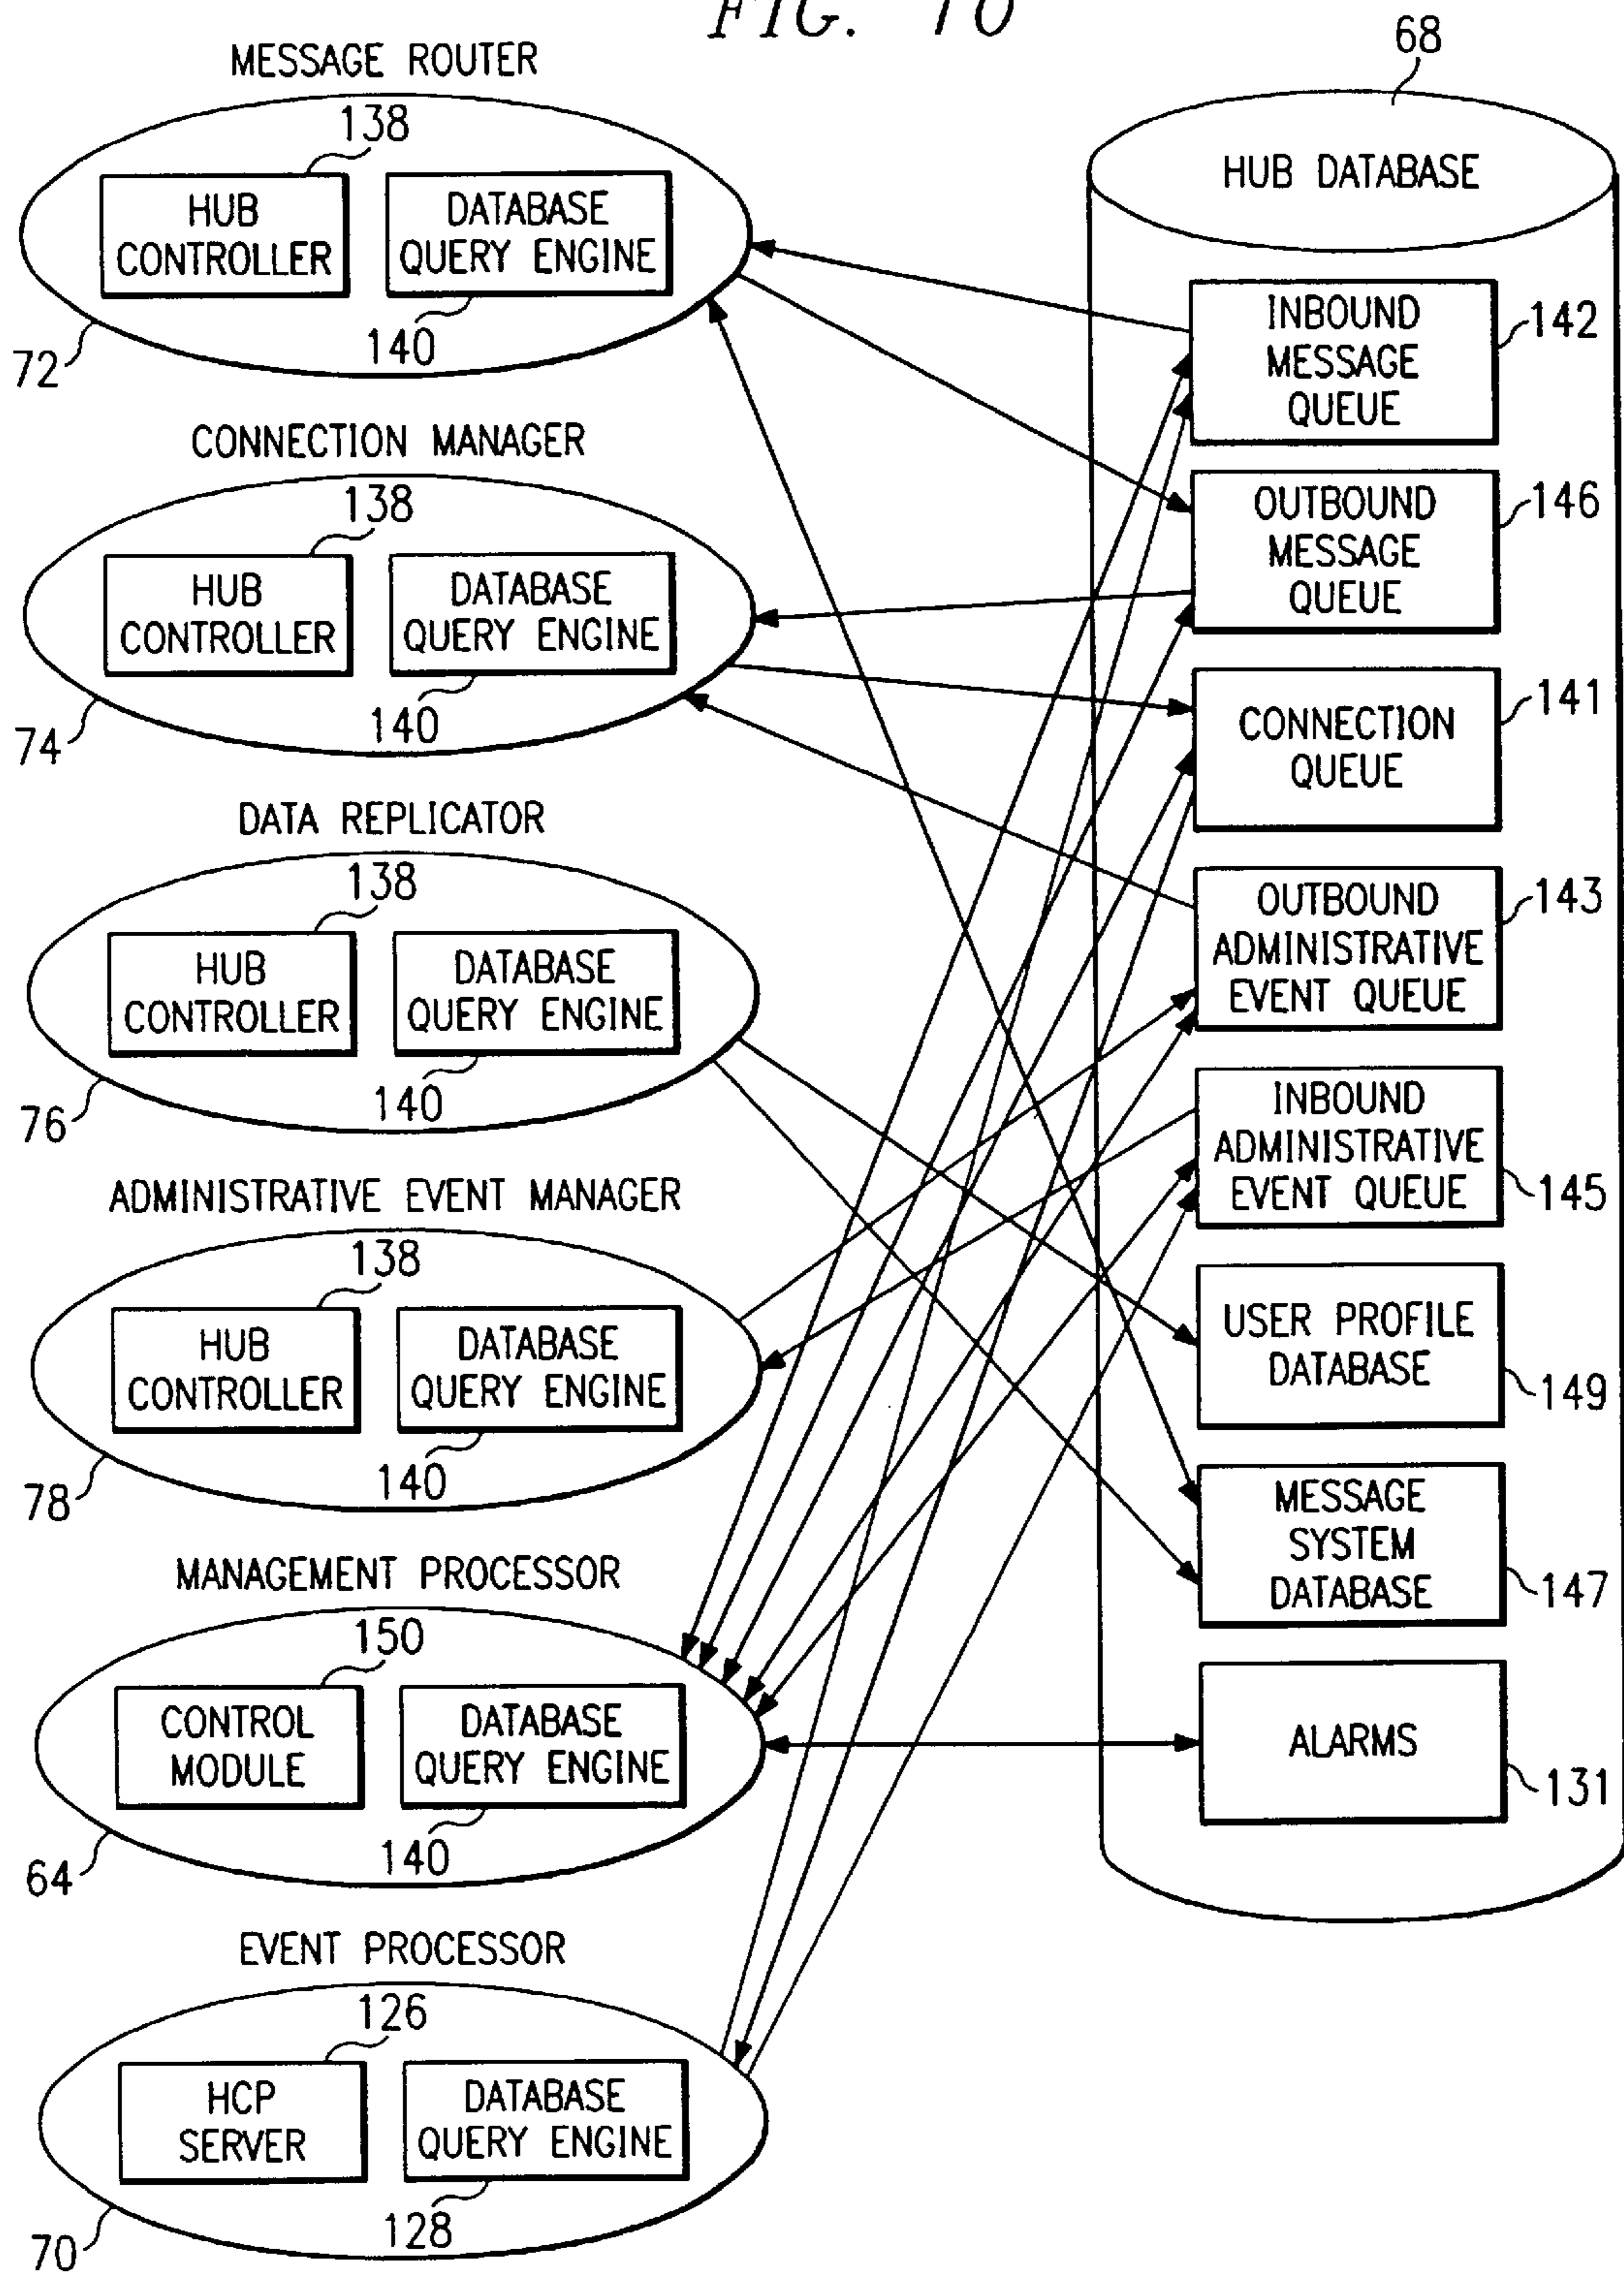 FIG. 10
MESSAGE ROUTER
138
HUB
CONTROLLER
DATABASE
QUERY ENGINE
140
72
CONNECTION MANAGER
138
HUB
CONTROLLER
DATABASE
QUERY ENGINE
140
74
DATA REPLICATOR
138
HUB
CONTROLLER
DATABASE
QUERY ENGINE
140
76
ADMINISTRATIVE EVENT MANAGER
138
HUB
CONTROLLER
DATABASE
QUERY ENGINE
140
78
MANAGEMENT PROCESSOR
150
CONTROL
MODULE
DATABASE
QUERY ENGINE
140
64
EVENT PROCESSOR
126
HCP
SERVER
DATABASE
QUERY ENGINE
128
70
68
HUB DATABASE
INBOUND
MESSAGE
QUEUE
142
OUTBOUND
MESSAGE
QUEUE
146
CONNECTION
QUEUE
141
OUTBOUND
ADMINISTRATIVE
EVENT QUEUE
143
INBOUND
ADMINISTRATIVE
EVENT QUEUE
145
USER PROFILE
DATABASE
149
MESSAGE
SYSTEM
DATABASE
147
ALARMS
131